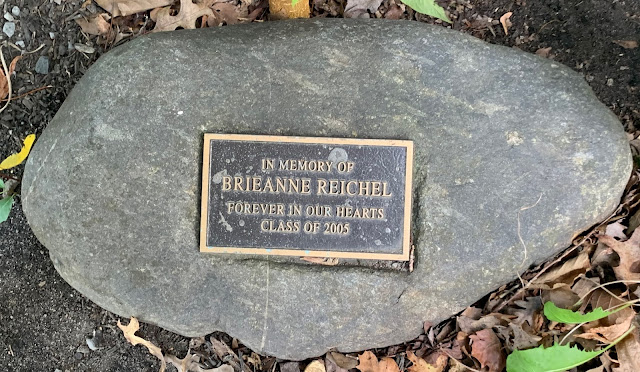 IN MEMORY OF
BRIEANNE REICHEL
FOREVER IN OUR HEARTS
CLASS OF 2005